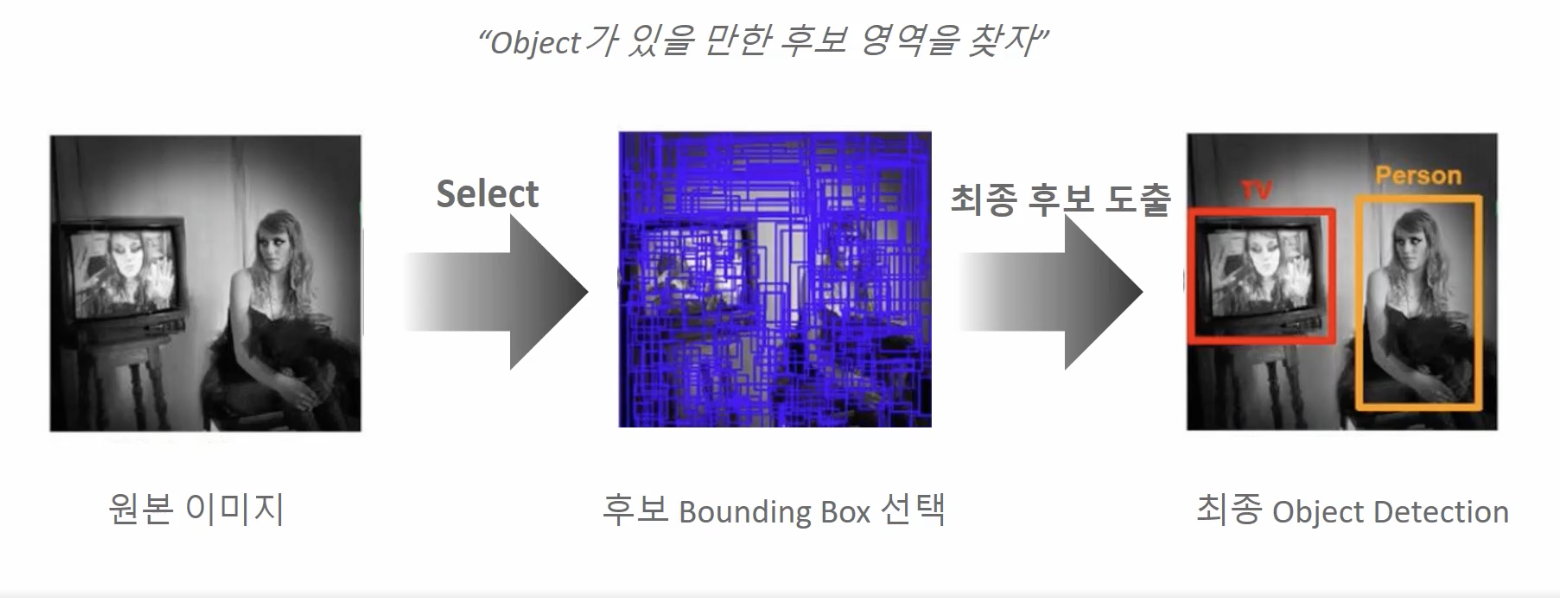 “Object가 있을 만한 후보 영역을 찾자”
Select
최종 후보 도출
TV
Person
원본 이미지
후보 Bounding Box 선택
최종 Object Detection